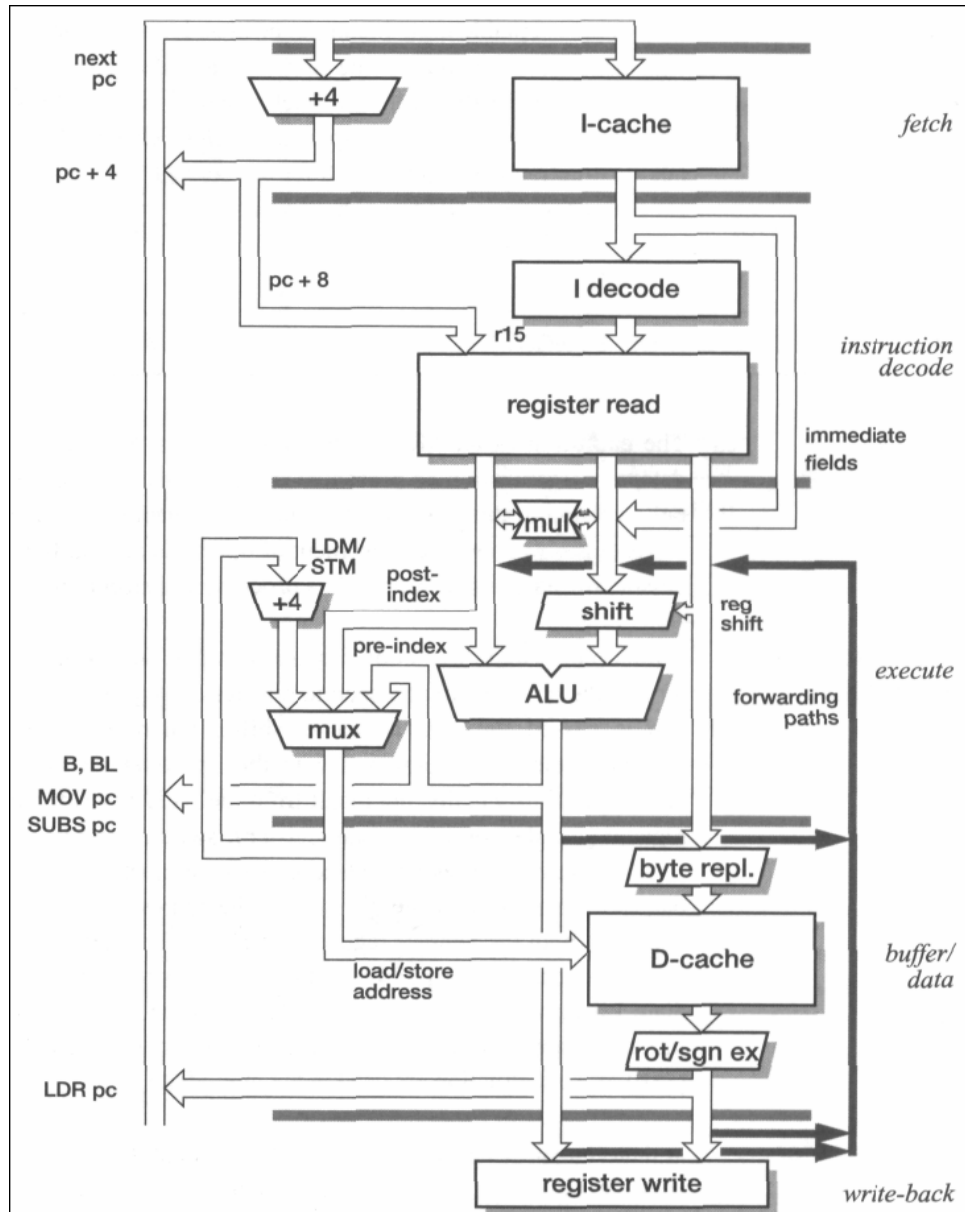 next
pc
+4
I-cache
fetch
pc + 4
pc + 8
I decode
r15
instruction
decode
register read
immediate
fields
mul
LDM/
STM
post-
index
+4
shift
reg
shift
pre-index
ALU
execute
forwarding
paths
mux
B, BL
MOV pc
SUBS pc
byte repl.
D-cache
buffer/
data
load/store
address
rot/sgn ex
LDR pc
register write
write-back